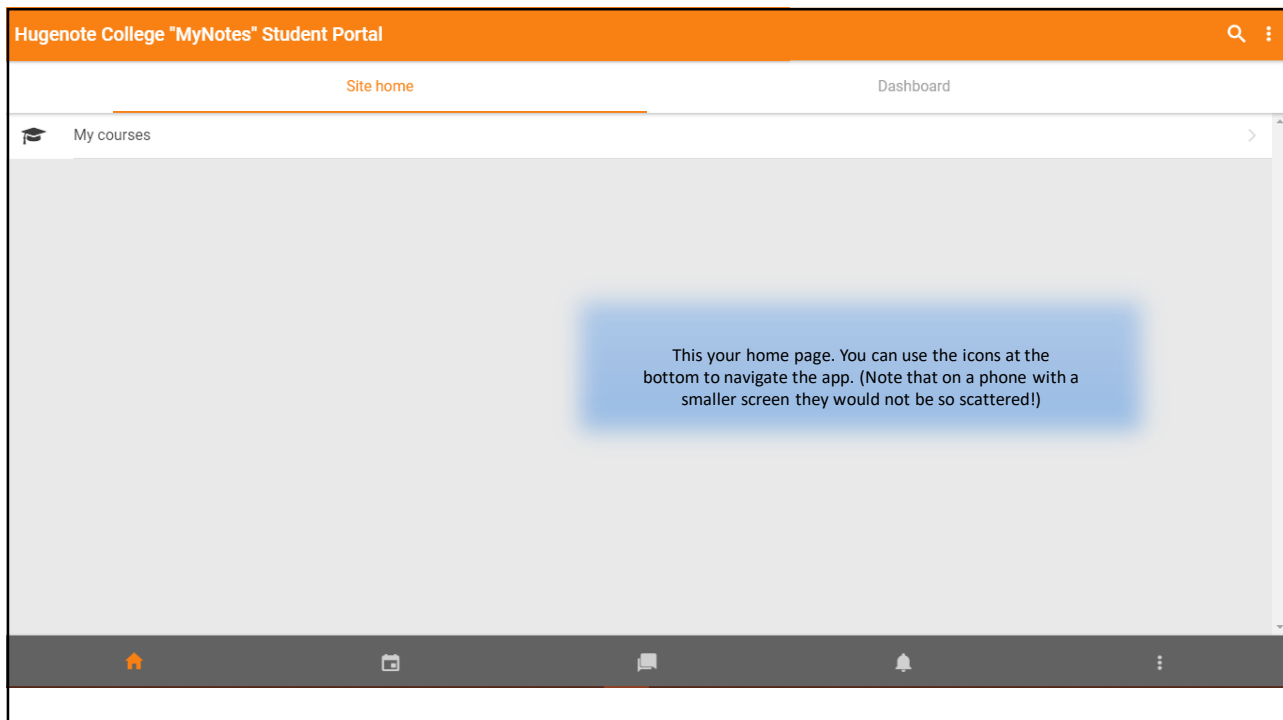 Hugenote College "MyNotes" Student Portal
Site home
Dashboard
My courses
This your home page. You can use the icons at the
bottom to navigate the app. (Note that on a phone with a
smaller screen they would not be so scattered!)